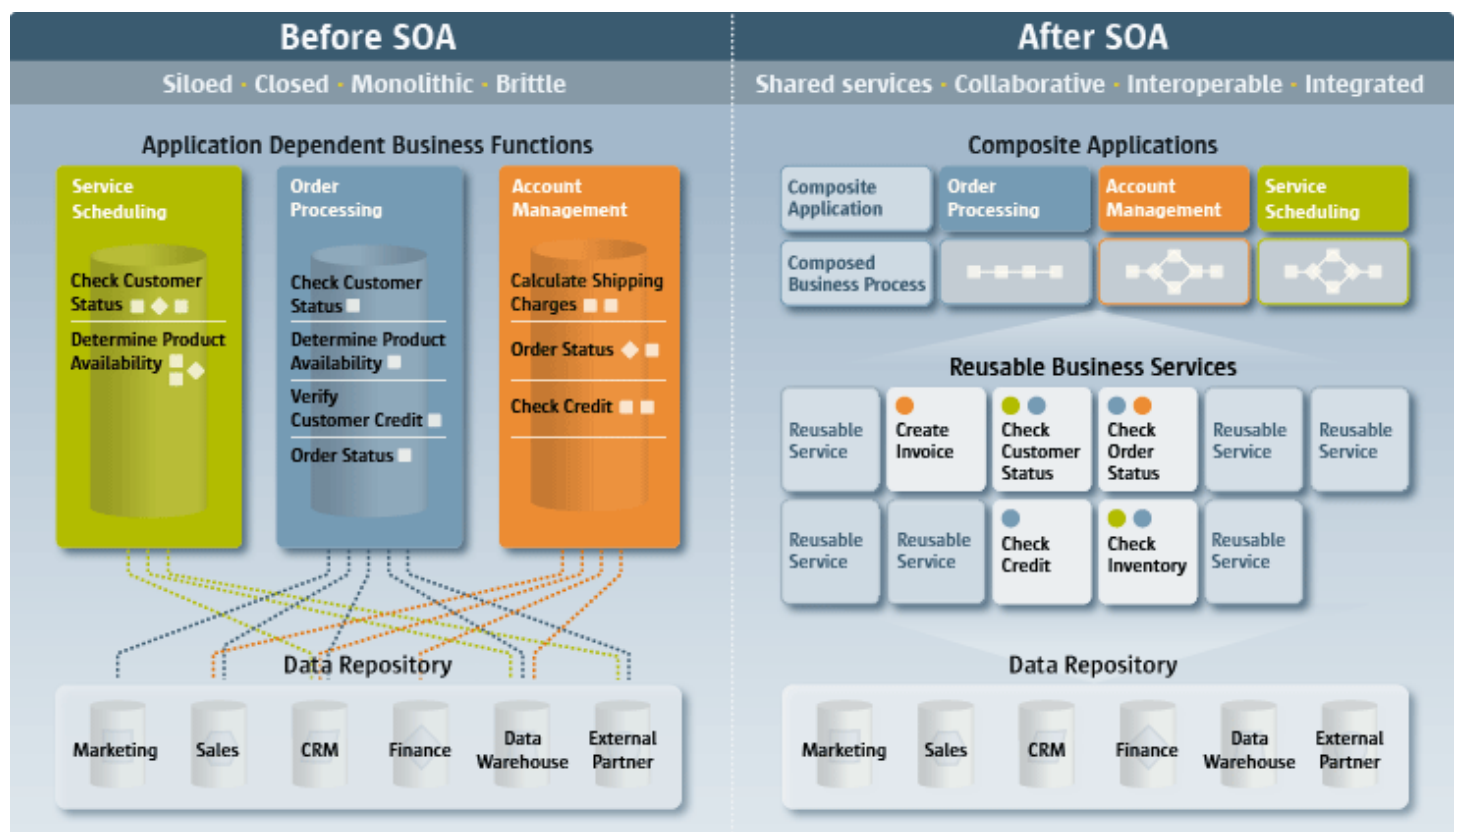 Before SOA
Siloed · Closed · Monolithic · Brittle
Application Dependent Business Functions
Service
Scheduling
Check Customer
Status
Determine Product
Availability
Order
Processing
Check Customer
Status
Determine Product
Availability
Verify
Customer Credit
Order Status
Account
Management
Calculate Shipping
Charges
Order Status
Check Credit
Data Repository
Marketing
Sales
CRM
Finance
Data
Warehouse
External
Partner
After SOA
Shared services · Collaborative · Interoperable · Integrated
Composite Applications
Composite
Application
Order
Processing
Account
Management
Service
Scheduling
Composed
Business Process
Reusable Business Services
Reusable
Service
Create
Invoice
Check
Customer
Status
Check
Order
Status
Reusable
Service
Reusable
Service
Reusable
Service
Reusable
Service
Check
Credit
Check
Inventory
Reusable
Service
Data Repository
Marketing
Sales
CRM
Finance
Data
Warehouse
External
Partner